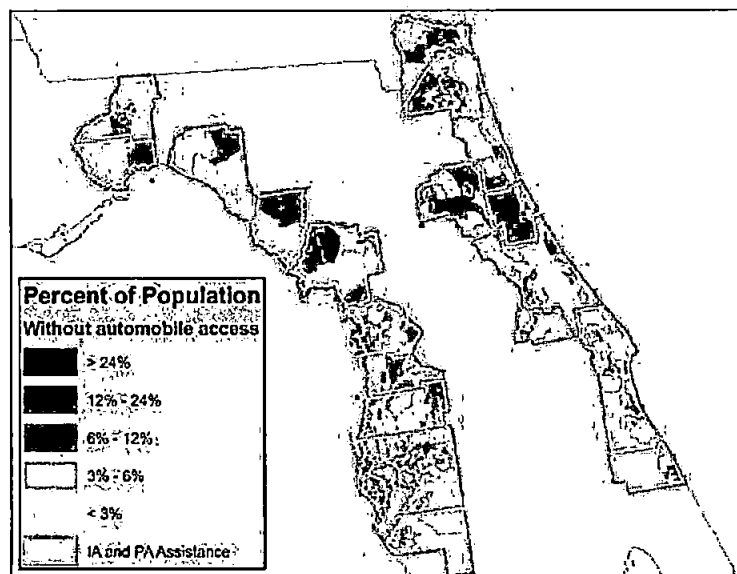 Percent of Population
Without automobile access
> 24%
12% - 24%
6% - 12%
3% - 6%
< 3%
IA and PA Assistance